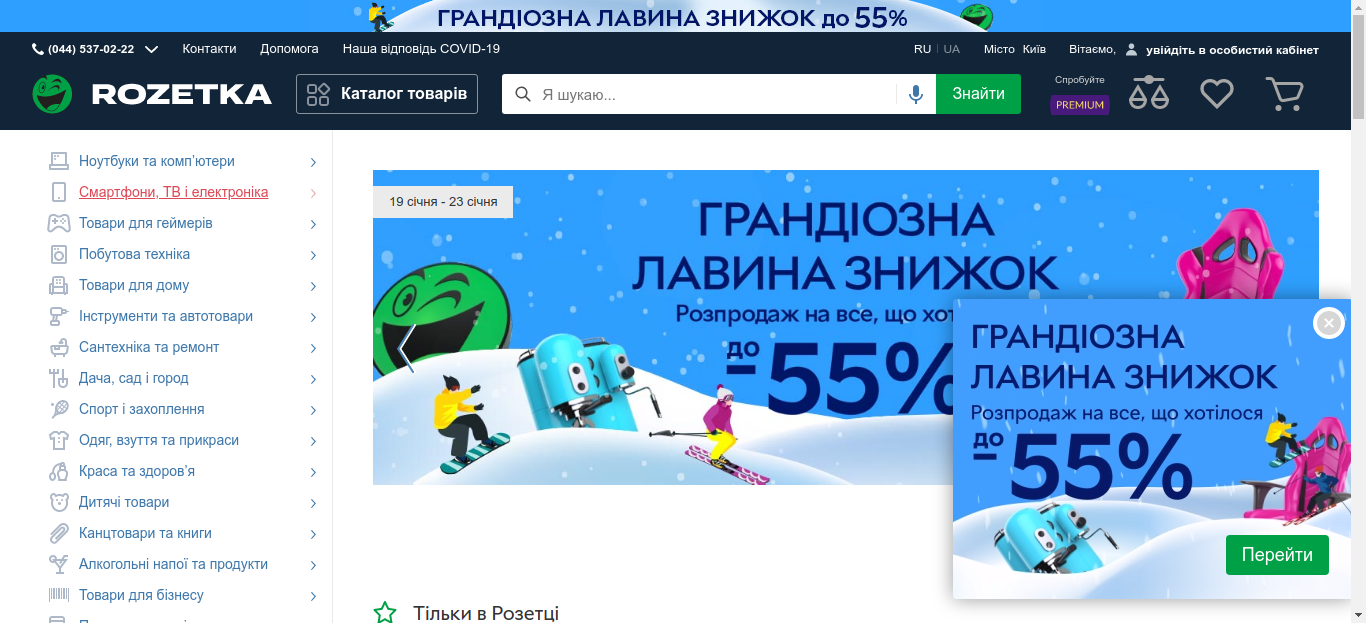 ГРАНДІОЗНА ЛАВИНА ЗНИЖОК до 55%
(044) 537-02-22 Контакти Допомога Наша відповідь COVID-19 RU UA Місто Київ Вітаємо, увійдіть в особистий кабінет
ROZETKA Каталог товарів Я шукаю... Знайти Спробуйте
PREMIUM
Ноутбуки та комп'ютери
Смартфони, ТВ і електроніка
Товари для геймерів
Побутова техніка
Товари для дому
Інструменти та автотовари
Сантехніка та ремонт
Дача, сад і город
Спорт і захоплення
Одяг, взуття та прикраси
Краса та здоров'я
Дитячі товари
Канцтовари та книги
Алкогольні напої та продукти
Товари для бізнесу
19 січня - 23 січня
ГРАНДІОЗНА
ЛАВИНА ЗНИЖОК
Розпродаж на все, що хот
до
-55%
ГРАНДІОЗНА
ЛАВИНА ЗНИЖОК
Розпродаж на все, що хотілося
до
-55%
Перейти
Тільки в Розетці